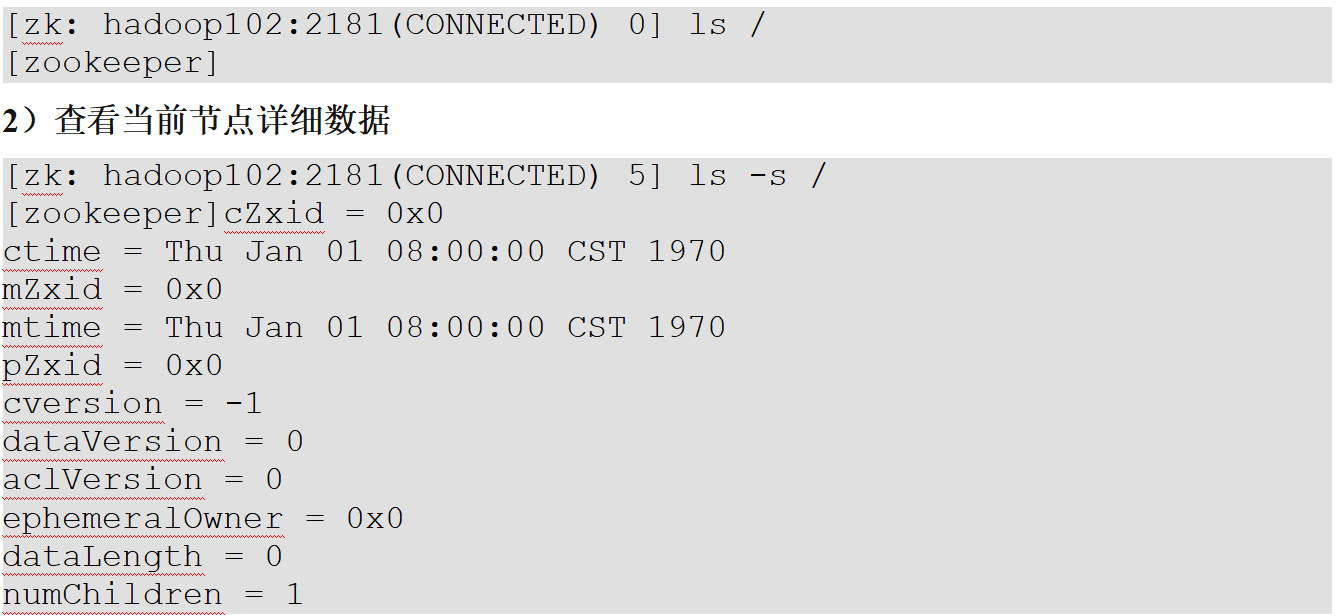 [zk: hadoop102:2181(CONNECTED) 0] ls /
[zookeeper]
2）查看当前节点详细数据
[zk: hadoop102:2181(CONNECTED) 5] ls -s /
[zookeeper]cZxid = 0x0
ctime = Thu Jan 01 08:00:00 CST 1970
mZxid = 0x0
mtime = Thu Jan 01 08:00:00 CST 1970
pZxid = 0x0
cversion = -1
dataVersion = 0
aclVersion = 0
ephemeralOwner = 0x0
dataLength = 0
numChildren = 1